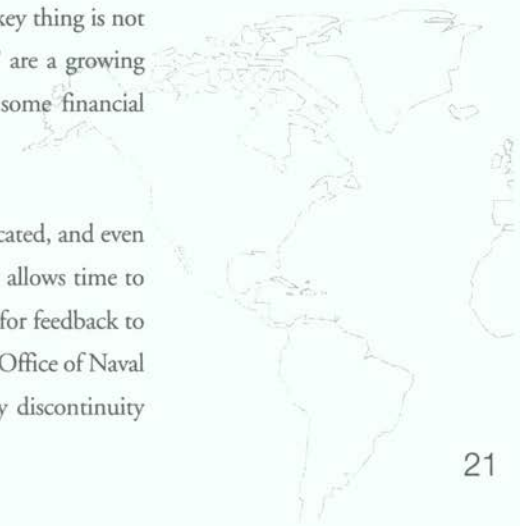 key thing is not
are a growing
some financial
cated, and even
allows time to
for feedback to
Office of Naval
y discontinuity
21